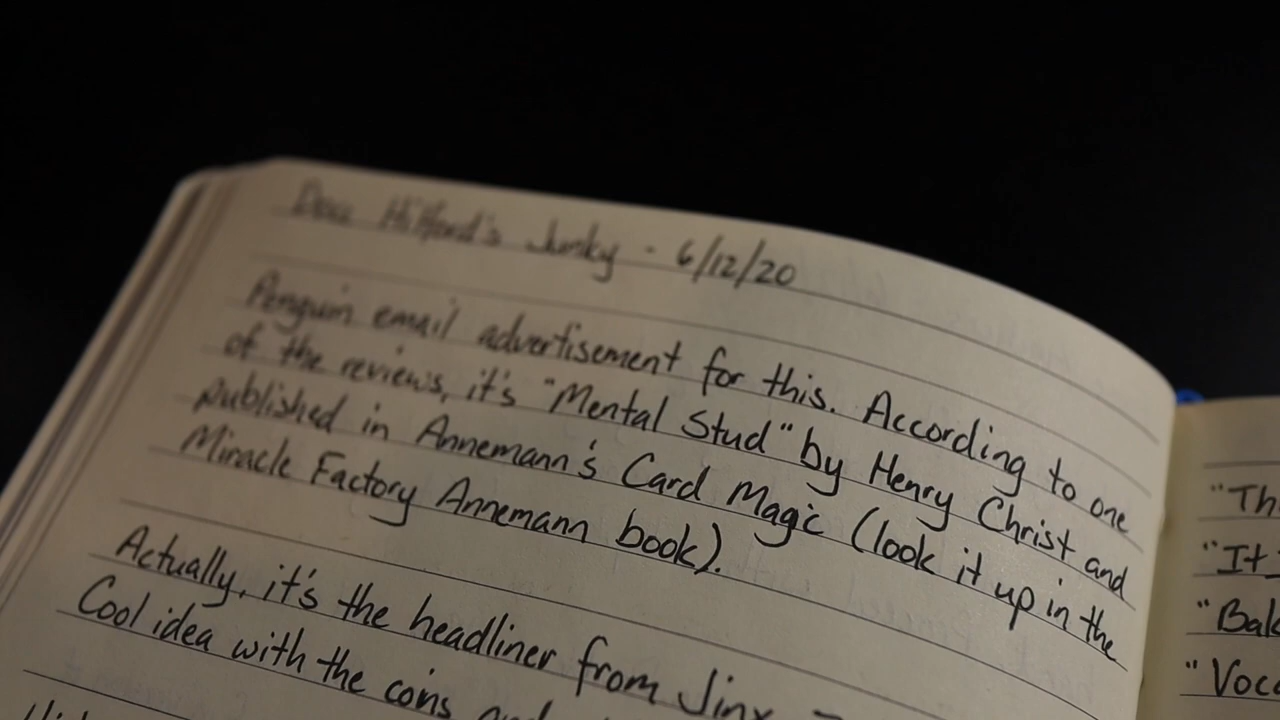 Dave Hilford's Junky - 6/12/20
Penguin email advertisement for this. According to one
of the reviews, it's "Mental Stud" by Henry Christ and
published in Annemann's Card Magic (look it up in the
Miracle Factory Annemann book).
Actually, it's the headliner from Jinx
Cool idea with the coins
"Th
"It
"Bak
"Voc